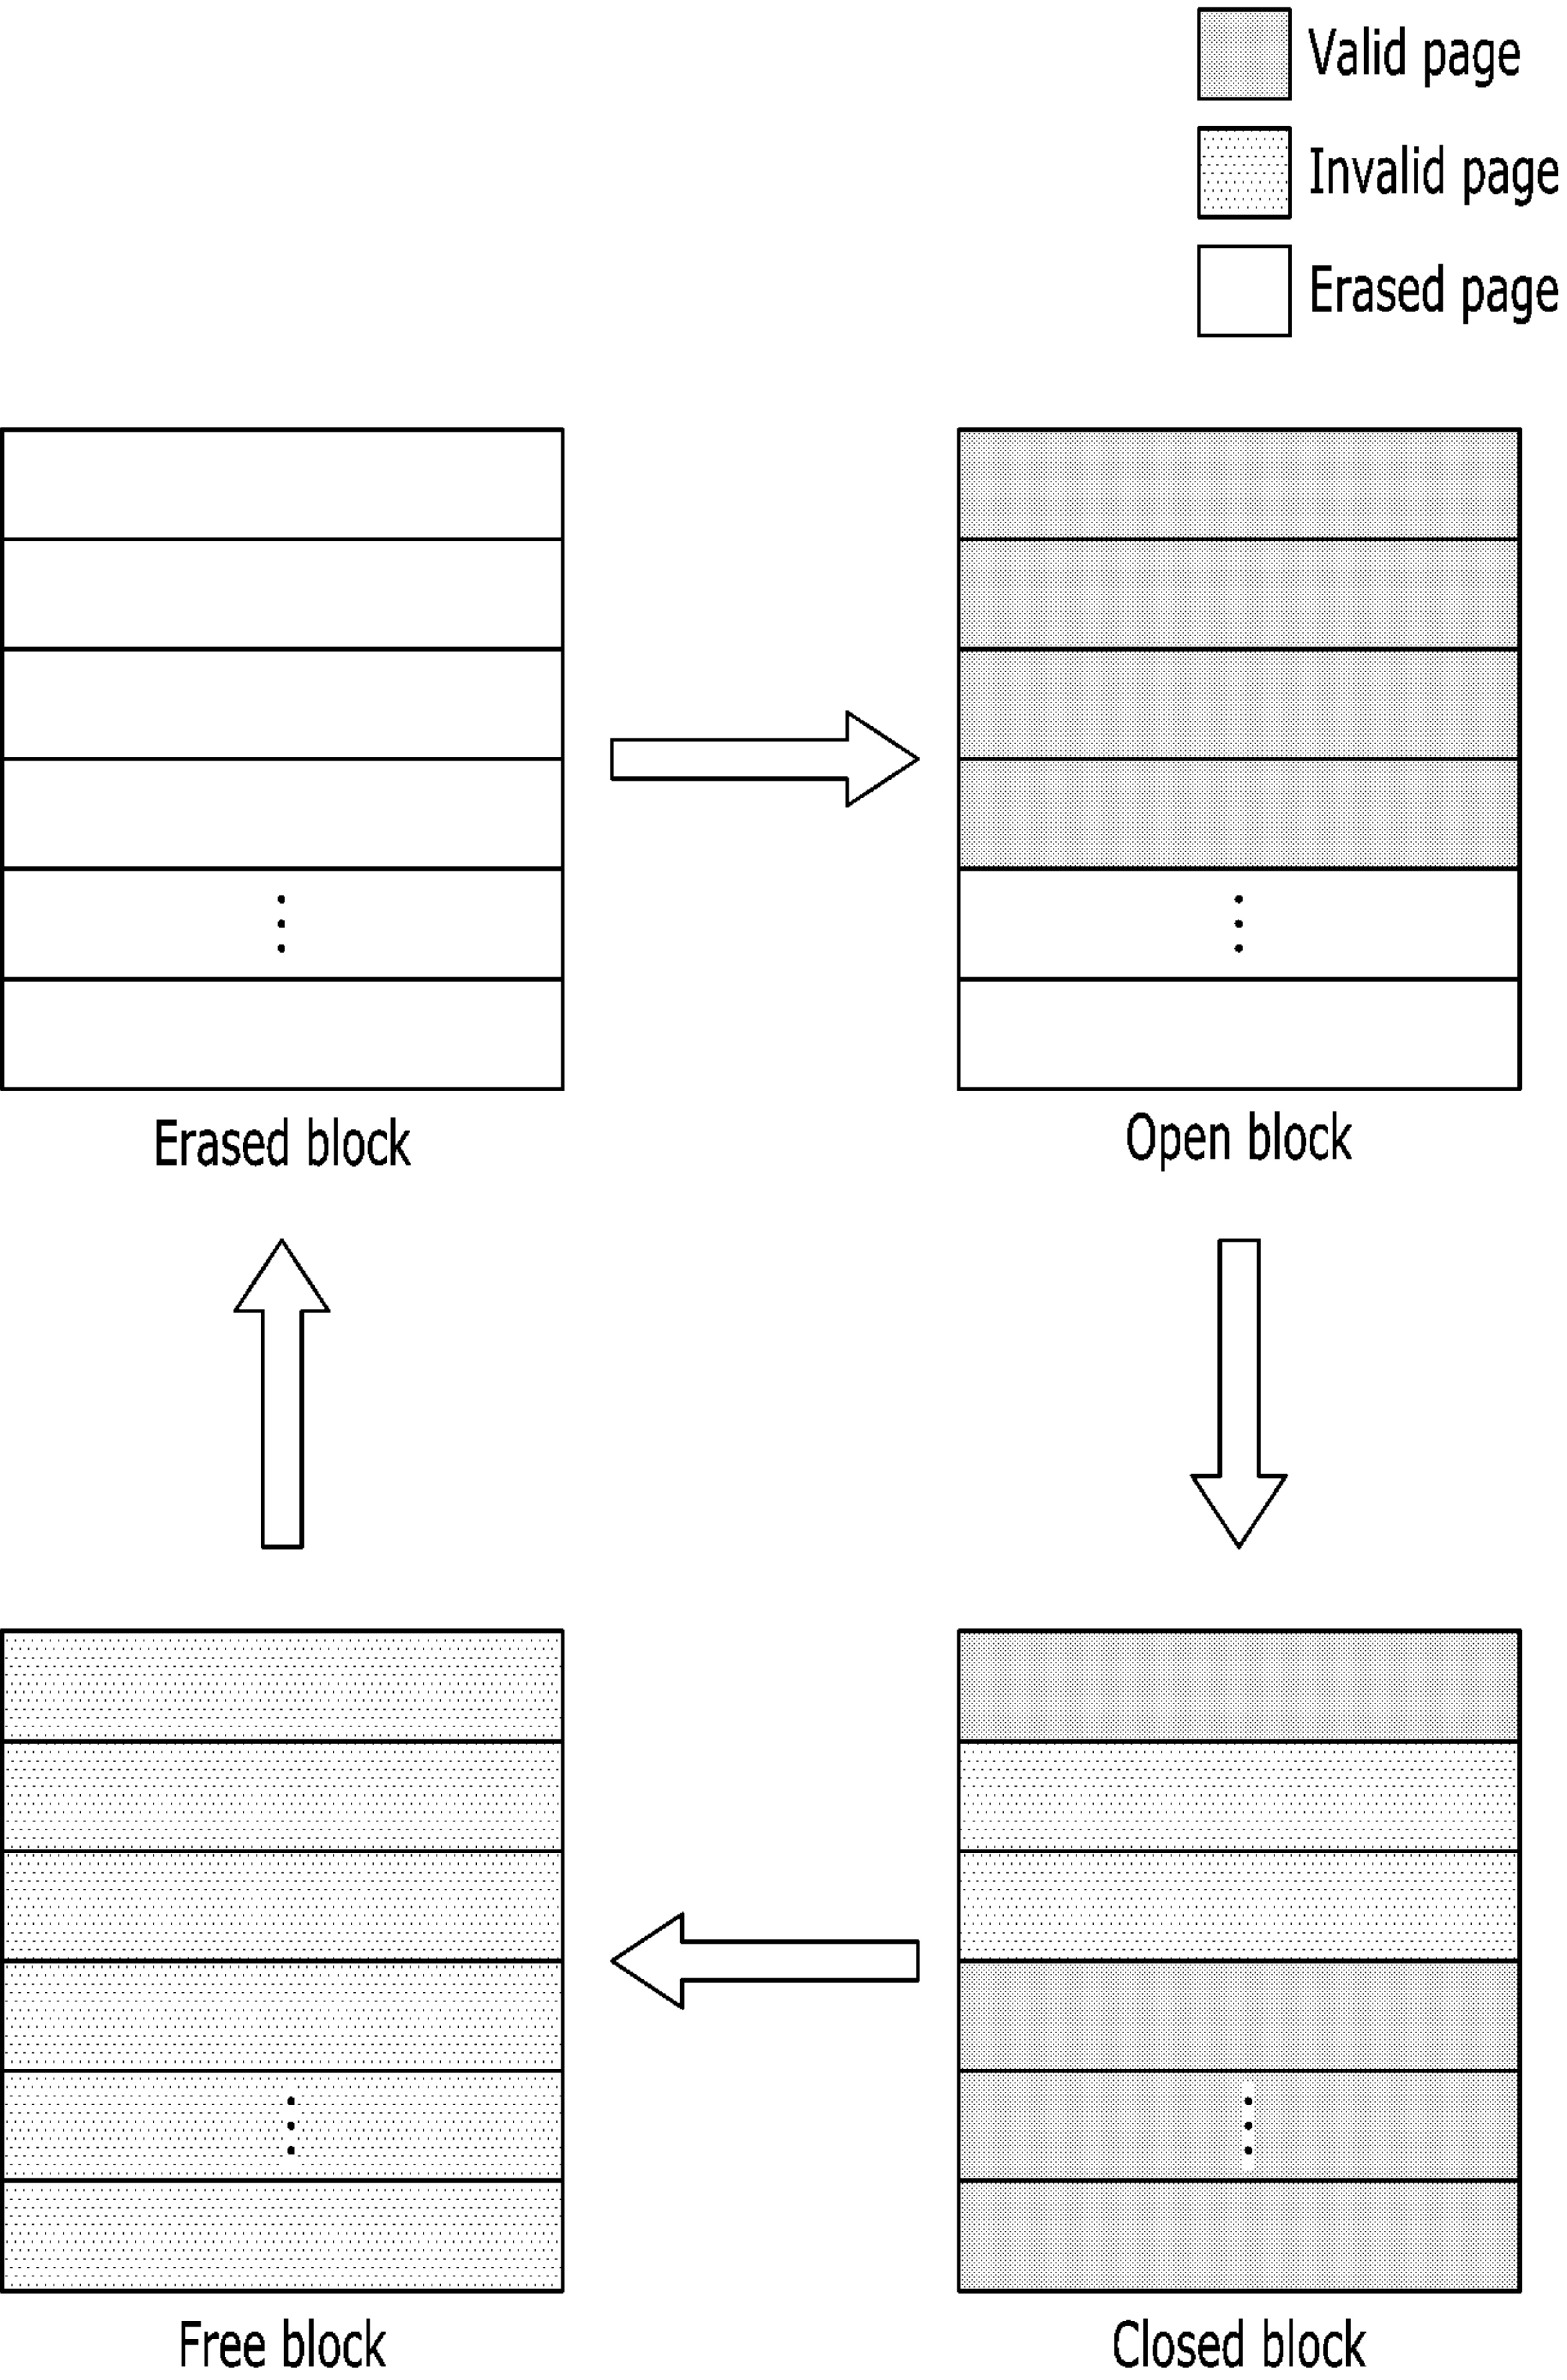 Valid page
Invalid page
Erased page
Erased block
Open block
Free block
Closed block